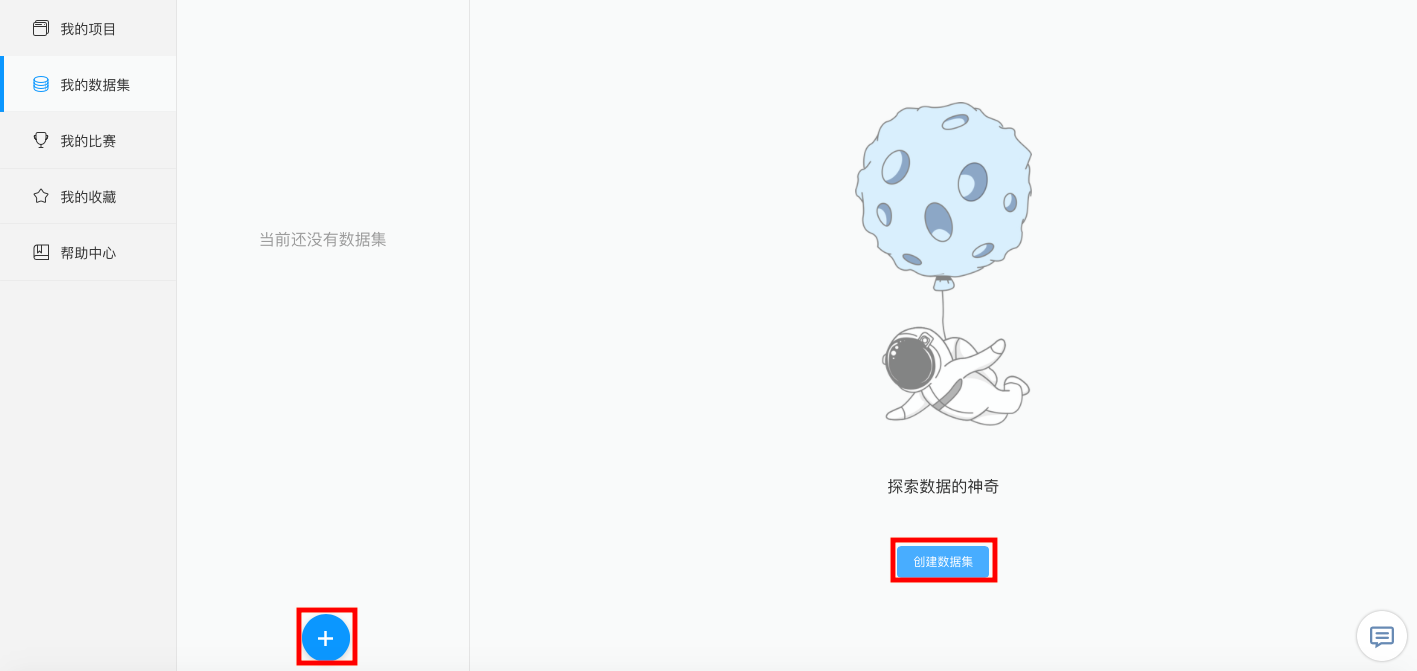 我的项目
我的数据集
我的比赛
我的收藏
帮助中心
当前还没有数据集
探索数据的神奇
创建数据集